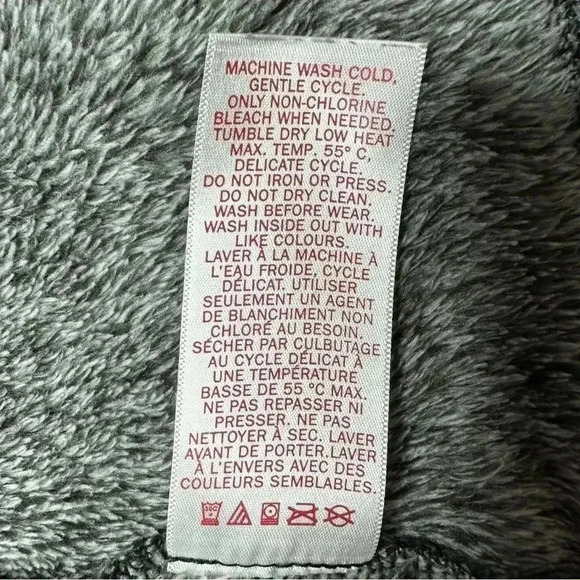 MACHINE WASH COLD,
GENTLE CYCLE.
ONLY NON-CHLORINE
BLEACH WHEN NEEDED.
TUMBLE DRY LOW HEAT
MAX. TEMP. 55° C,
DELICATE CYCLE.
DO NOT IRON OR PRESS.
DO NOT DRY CLEAN.
WASH BEFORE WEAR.
WASH INSIDE OUT WITH
LIKE COLOURS.
LAVER À LA MACHINE À
L'EAU FROIDE, CYCLE
DÉLICAT. UTILISER
SEULEMENT UN AGENT
DE BLANCHIMENT NON
CHLORÉ AU BESOIN.
SÉCHER PAR CULBUTAGE
AU CYCLE DÉLICAT À
UNE TEMPÉRATURE
BASSE DE 55 °C MAX.
NE PAS REPASSER NI
PRESSER. NE PAS
NETTOYER À SEC. LAVER
AVANT DE PORTER. LAVER
À L'ENVERS AVEC DES
COULEURS SEMBLABLES.